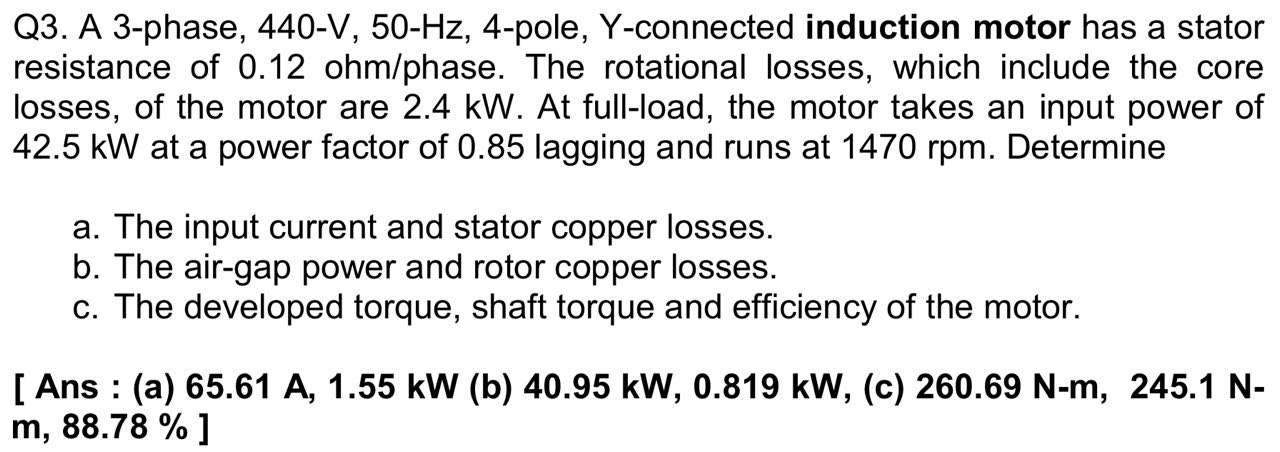 Q3. A 3-phase, 440-V, 50-Hz, 4-pole, Y-connected induction motor has a stator
resistance of 0.12 ohm/phase. The rotational losses, which include the core
losses, of the motor are 2.4 kW. At full-load, the motor takes an input power of
42.5 kW at a power factor of 0.85 lagging and runs at 1470 rpm. Determine
a. The input current and stator copper losses.
b. The air-gap power and rotor copper losses.
c. The developed torque, shaft torque and efficiency of the motor.
[ Ans : (a) 65.61 A, 1.55 kW (b) 40.95 kW, 0.819 kW, (c) 260.69 N-m, 245.1 N-
m, 88.78 % ]